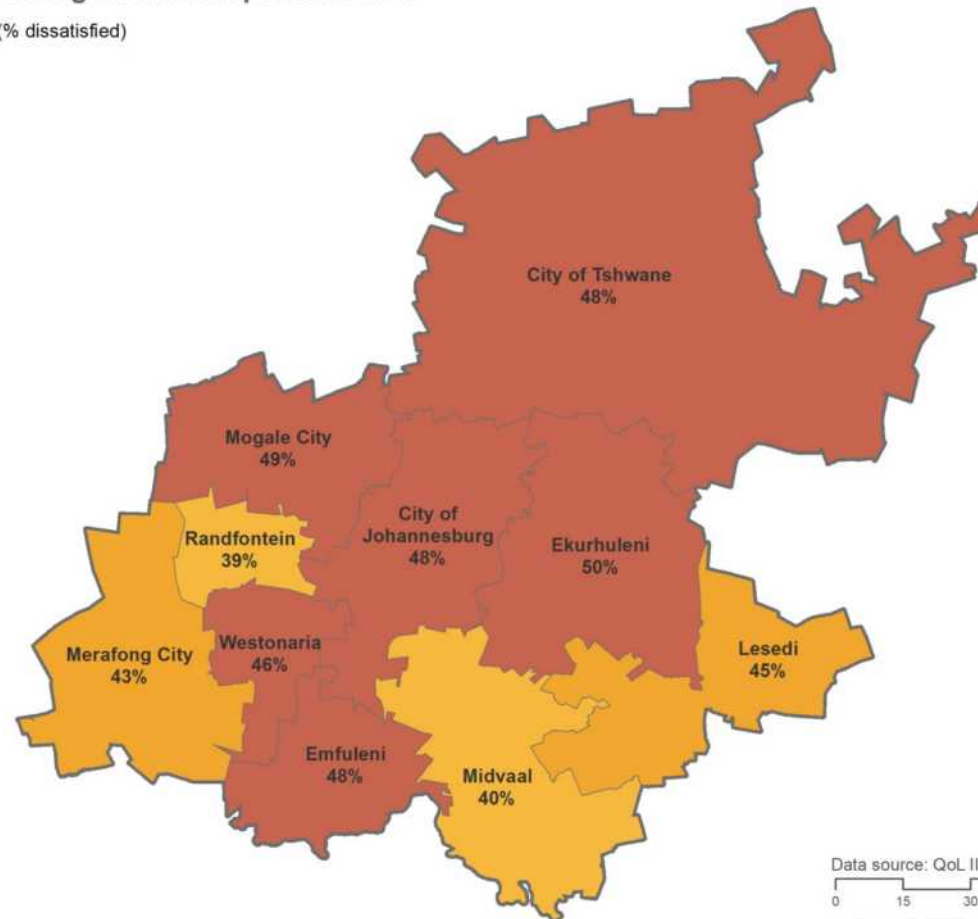 (% dissatisfied)
City of Tshwane
48%
Mogale City
49%
City of
Johannesburg
48%
Randfontein
39%
Ekurhuleni
50%
Westonaria
46%
Merafong City
43%
Lesedi
45%
Emfuleni
48%
Midvaal
40%
Data source: QoL II
0 15 30